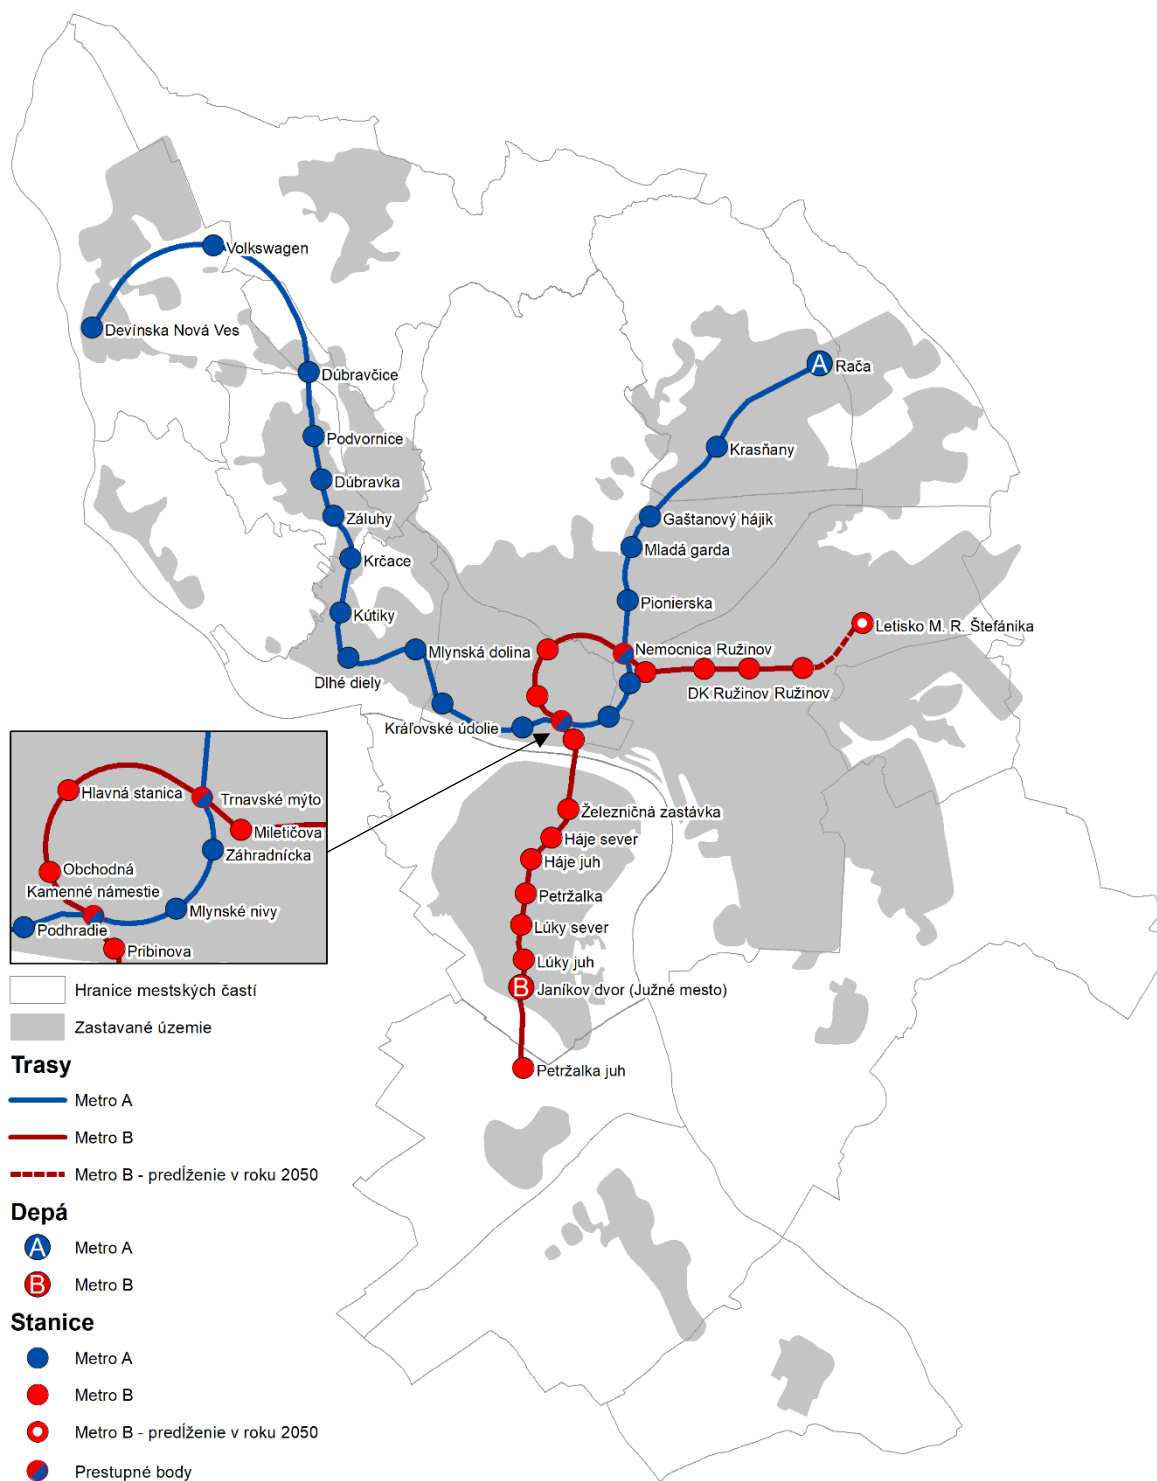 Volkswagen
Devínska Nová Ves
Dúbravčice
Podvornice
Dúbravka
Záluhy
Krčace
Kútiky
Dlhé diely
Mlynská dolina
Kráľovské údolie
A
Rača
Krasňany
Gaštanový hájik
Mladá garda
Pionierska
Nemocnica Ružinov
DK Ružinov
Ružinov
Letisko M. R. Štefánika
Železničná zastávka
Háje sever
Háje juh
Petržalka
Lúky sever
Lúky juh
B
Janíkov dvor (Južné mesto)
Petržalka juh
Hlavná stanica
Trnavské mýto
Miletičova
Záhradnícka
Obchodná
Kamenné námestie
Mlynské nivy
Podhradie
Pribinova
Hranice mestských častí
Zastavané územie
Trasy
Metro A
Metro B
Metro B - predĺženie v roku 2050
Depá
A Metro A
B Metro B
Stanice
Metro A
Metro B
Metro B - predĺženie v roku 2050
Prestupné body